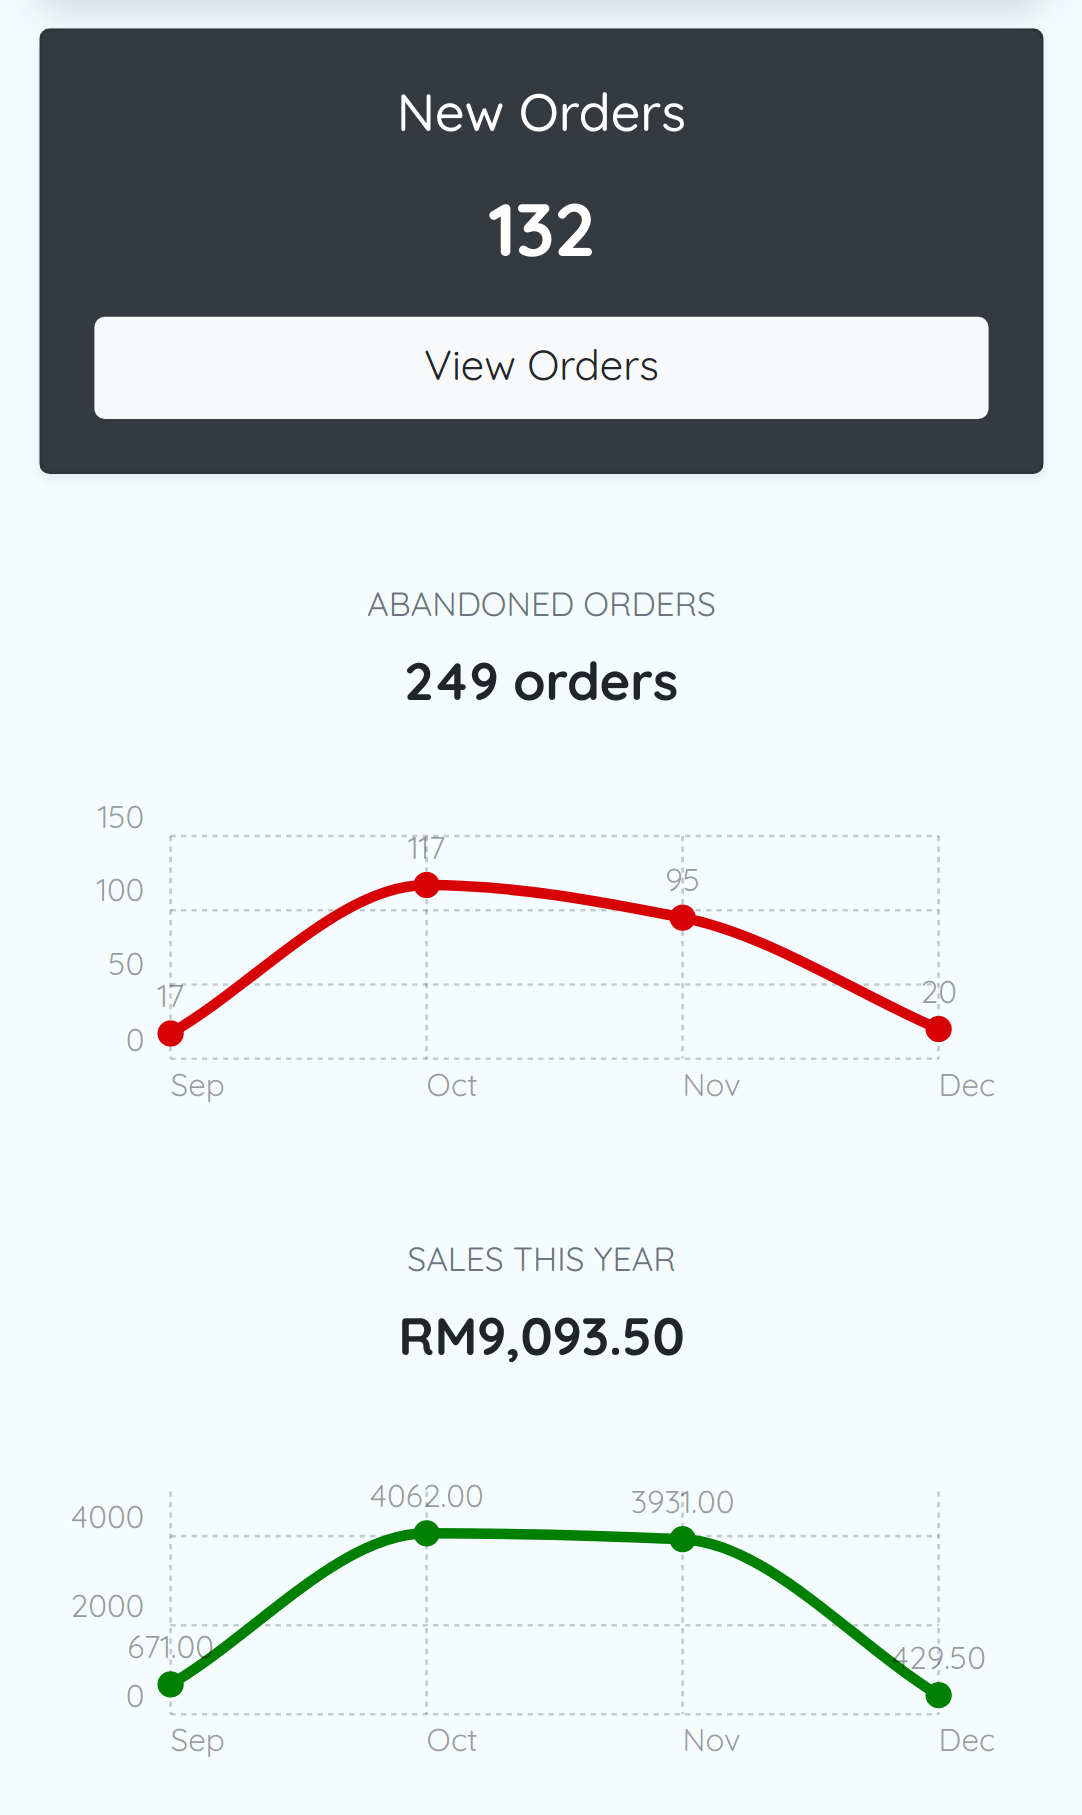 New Orders
132
View Orders
ABANDONED ORDERS
249 orders
150
100
50
0
17
117
95
20
Sep Oct Nov Dec
SALES THIS YEAR
RM9,093.50
4000
2000
0
671.00
4062.00
3931.00
429.50
Sep Oct Nov Dec